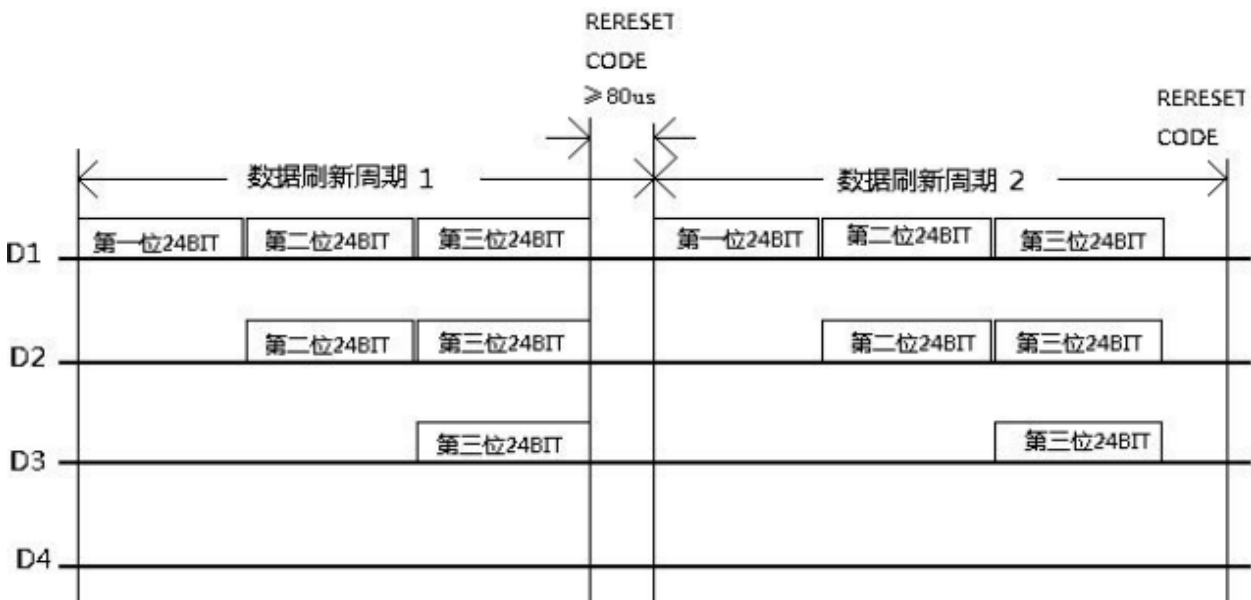 RERESET
CODE
≥80us
RERESET
CODE
数据刷新周期 1
数据刷新周期 2
D1
第一位24BIT
第二位24BIT
第三位24BIT
第一位24BIT
第二位24BIT
第三位24BIT
D2
第二位24BIT
第三位24BIT
第二位24BIT
第三位24BIT
D3
第三位24BIT
第三位24BIT
D4